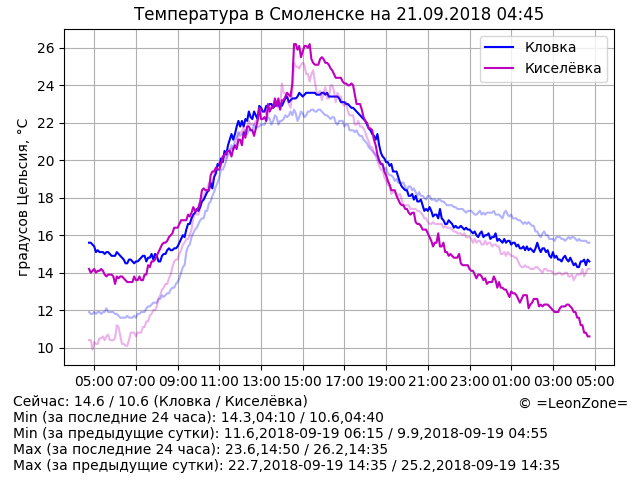 Температура в Смоленске на 21.09.2018 04:45
градусов Цельсия, °C
26
24
22
20
18
16
14
12
10
Кловка
Киселёвка
05:00 07:00 09:00 11:00 13:00 15:00 17:00 19:00 21:00 23:00 01:00 03:00 05:00
© =LeonZone=
Сейчас: 14.6 / 10.6 (Кловка / Киселёвка)
Min (за последние 24 часа): 14.3,04:10 / 10.6,04:40
Min (за предыдущие сутки): 11.6,2018-09-19 06:15 / 9.9,2018-09-19 04:55
Max (за последние 24 часа): 23.6,14:50 / 26.2,14:35
Max (за предыдущие сутки): 22.7,2018-09-19 14:35 / 25.2,2018-09-19 14:35